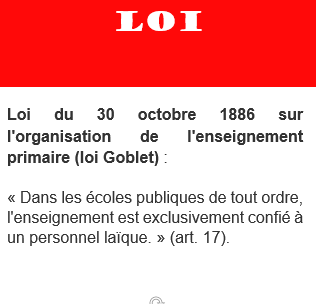 LOI
Loi du 30 octobre 1886 sur
l'organisation de l'enseignement
primaire (loi Goblet) :
« Dans les écoles publiques de tout ordre,
l'enseignement est exclusivement confié à
un personnel laïque. » (art. 17).